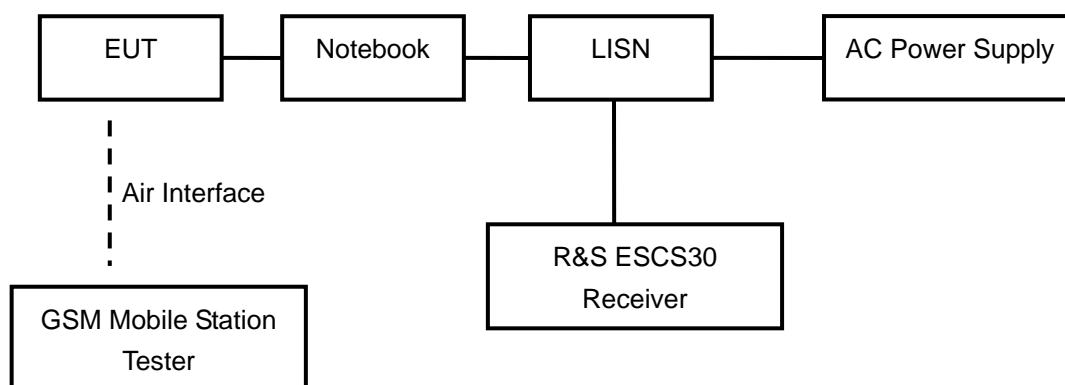 EUT
Notebook
LISN
AC Power Supply
Air Interface
R&S ESCS30
Receiver
GSM Mobile Station
Tester